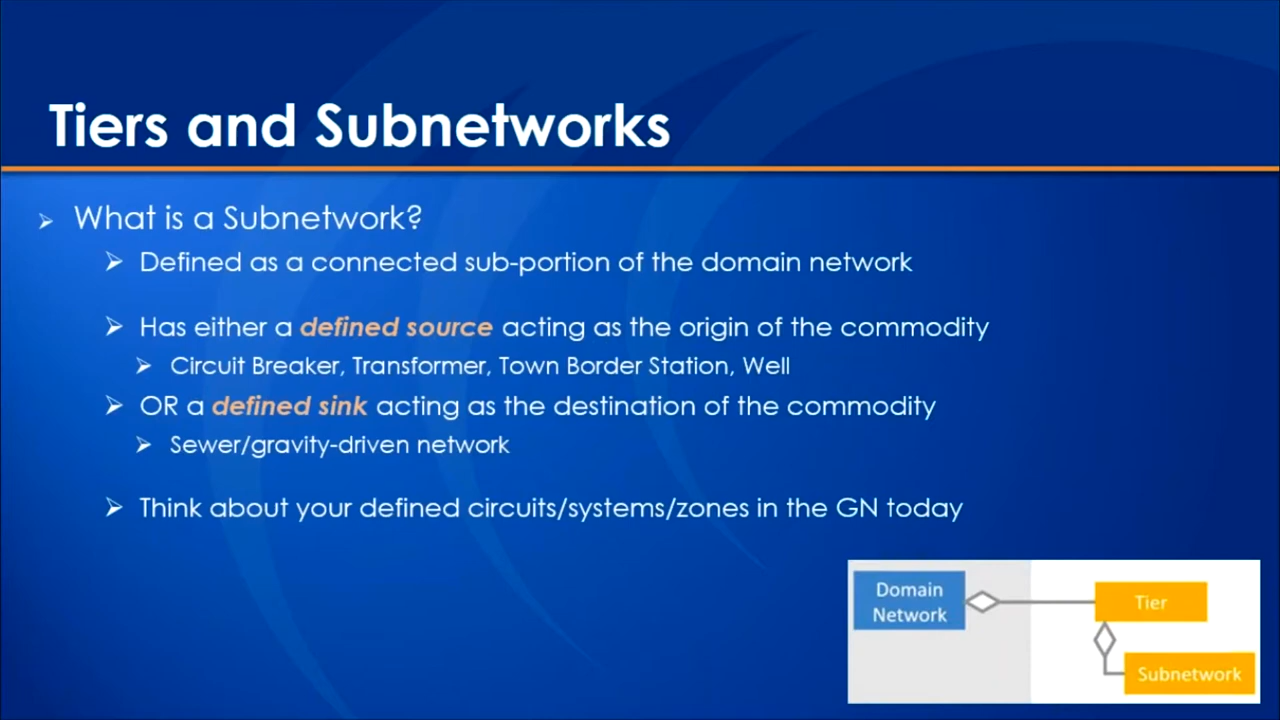 Tiers and Subnetworks
What is a Subnetwork?
Defined as a connected sub-portion of the domain network
Has either a defined source acting as the origin of the commodity
Circuit Breaker, Transformer, Town Border Station, Well
OR a defined sink acting as the destination of the commodity
Sewer/gravity-driven network
Think about your defined circuits/systems/zones in the GN today
Domain
Network
Tier
Subnetwork